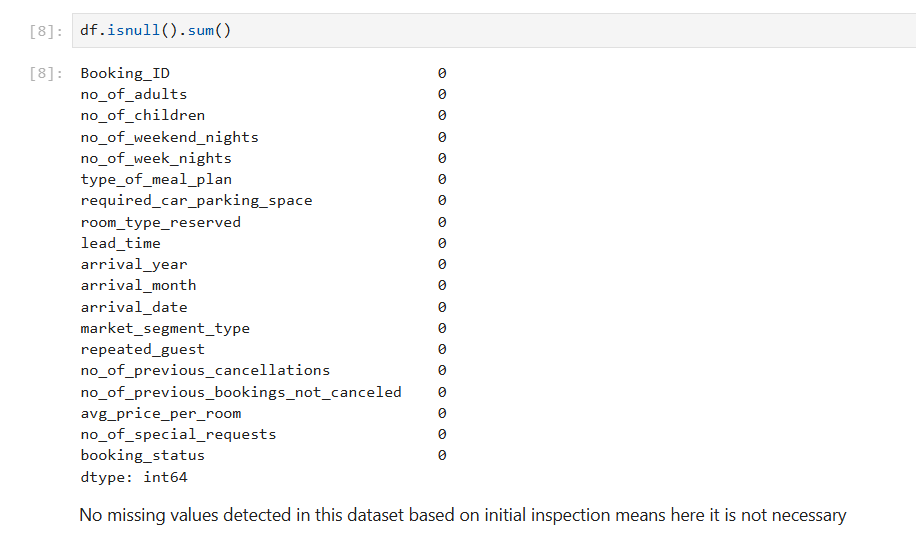 [8]: df.isnull().sum()
[8]: Booking_ID 0
no_of_adults 0
no_of_children 0
no_of_weekend_nights 0
no_of_week_nights 0
type_of_meal_plan 0
required_car_parking_space 0
room_type_reserved 0
lead_time 0
arrival_year 0
arrival_month 0
arrival_date 0
market_segment_type 0
repeated_guest 0
no_of_previous_cancellations 0
no_of_previous_bookings_not_canceled 0
avg_price_per_room 0
no_of_special_requests 0
booking_status 0
dtype: int64
No missing values detected in this dataset based on initial inspection means here it is not necessary